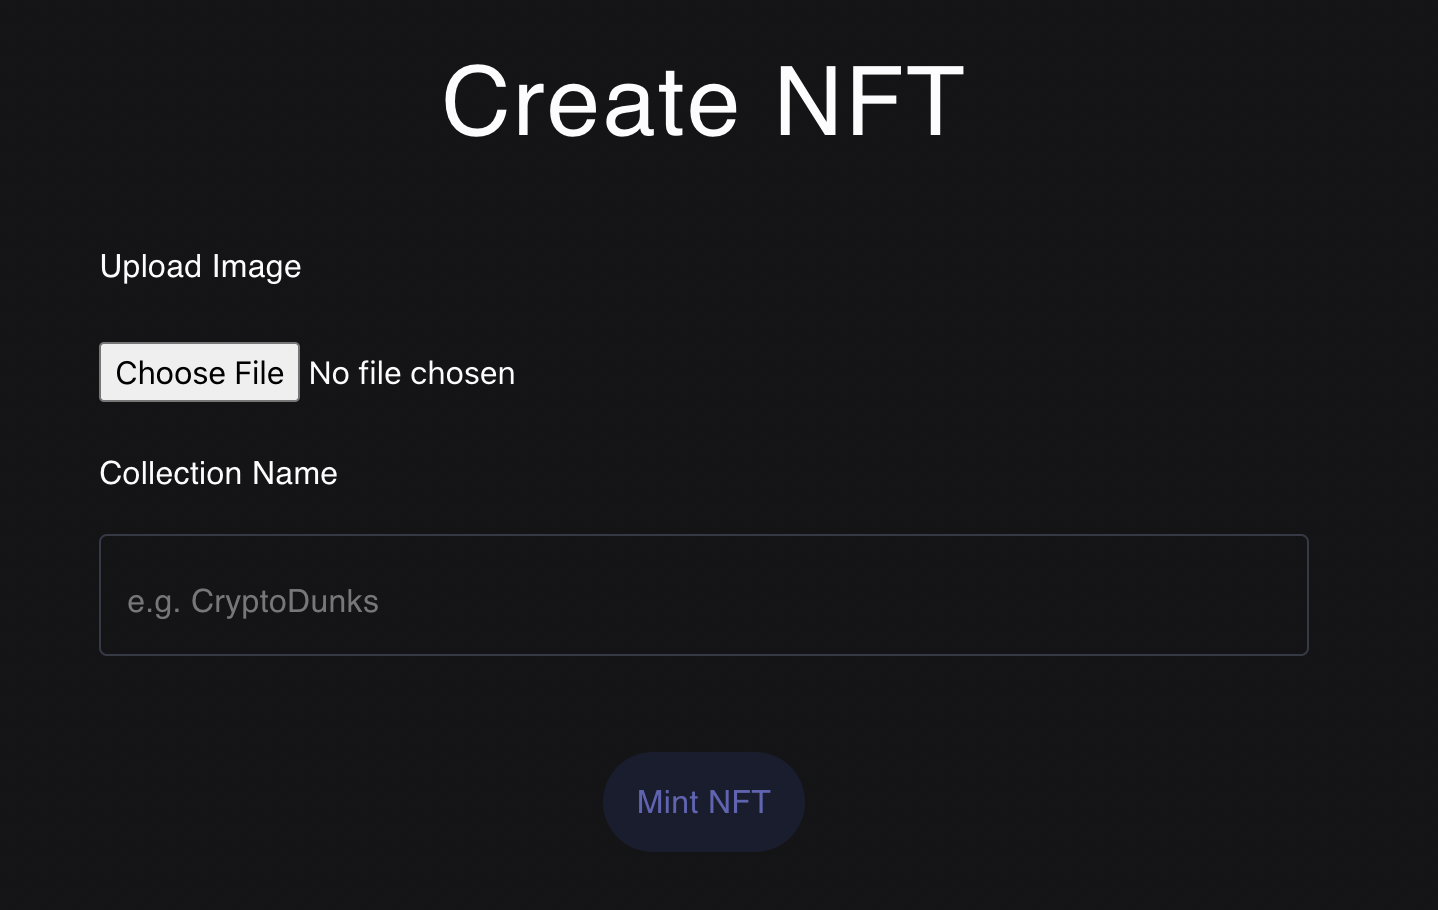 Create NFT
Upload Image
Choose File No file chosen
Collection Name
e.g. CryptoDunks
Mint NFT